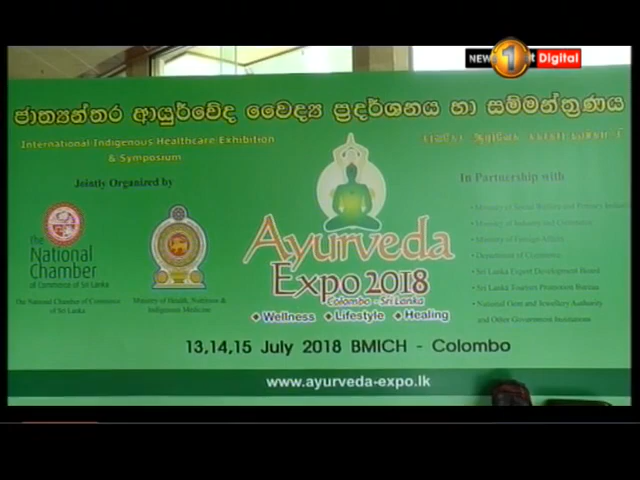 NEWS 1st Digital
ජාත්‍යන්තර ආයුර්වේද වෛද්‍ය ප්‍රදර්ශනය හා සම්මන්ත්‍රණය
International Indigenous Healthcare Exhibition
& Symposium
Jointly Organized by
In Partnership with
the
National
Chamber
of Commerce of Sri Lanka
The National Chamber of Commerce
of Sri Lanka
Ministry of Health, Nutrition &
Indigenous Medicine
Ayurveda
Expo 2018
Colombo - Sri Lanka
• Wellness • Lifestyle • Healing
• Ministry of Industry and Commerce
• Ministry of Foreign Affairs
• Department of Commerce
• Sri Lanka Export Development Board
• Sri Lanka Tourism Promotion Bureau
• National Gem and Jewellery Authority
and Other Government Institutions
13,14,15 July 2018 BMICH - Colombo
www.ayurveda-expo.lk